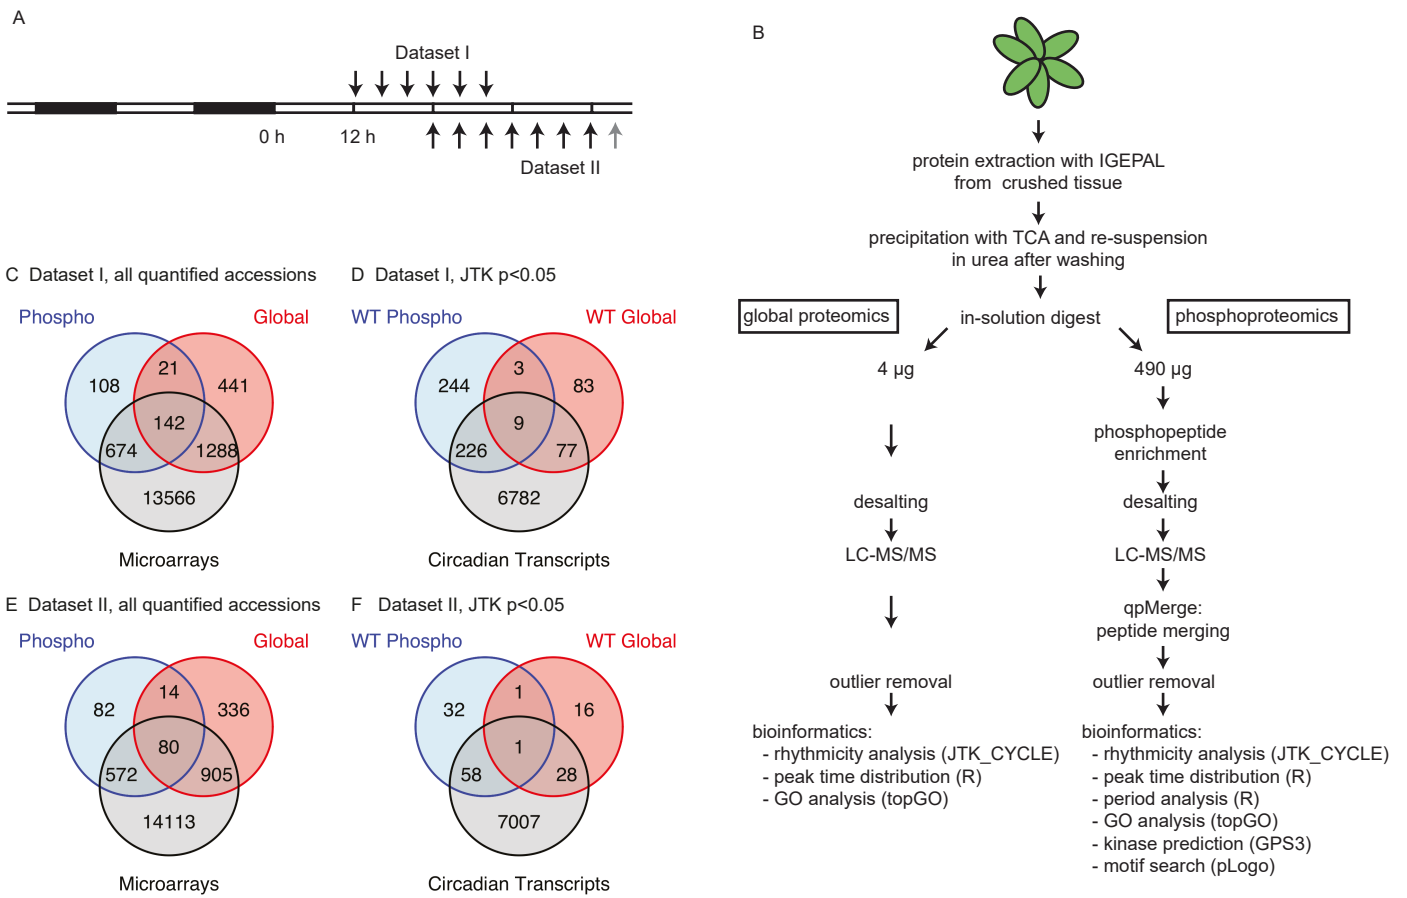 A
Dataset I
0 h
12 h
Dataset II
B
protein extraction with IGEPAL
from crushed tissue
precipitation with TCA and re-suspension
in urea after washing
global proteomics
in-solution digest
phosphoproteomics
4 µg
490 µg
phosphopeptide
enrichment
desalting
desalting
LC-MS/MS
LC-MS/MS
qpMerge:
peptide merging
outlier removal
outlier removal
bioinformatics:
- rhythmicity analysis (JTK_CYCLE)
- peak time distribution (R)
- GO analysis (topGO)
bioinformatics:
- rhythmicity analysis (JTK_CYCLE)
- peak time distribution (R)
- period analysis (R)
- GO analysis (topGO)
- kinase prediction (GPS3)
- motif search (pLogo)
C Dataset I, all quantified accessions
Phospho
Global
21
108
441
142
674
1288
13566
Microarrays
D Dataset I, JTK p<0.05
WT Phospho
WT Global
3
244
83
9
226
77
6782
Circadian Transcripts
E Dataset II, all quantified accessions
Phospho
Global
14
82
336
80
572
905
14113
Microarrays
F Dataset II, JTK p<0.05
WT Phospho
WT Global
1
32
16
1
58
28
7007
Circadian Transcripts